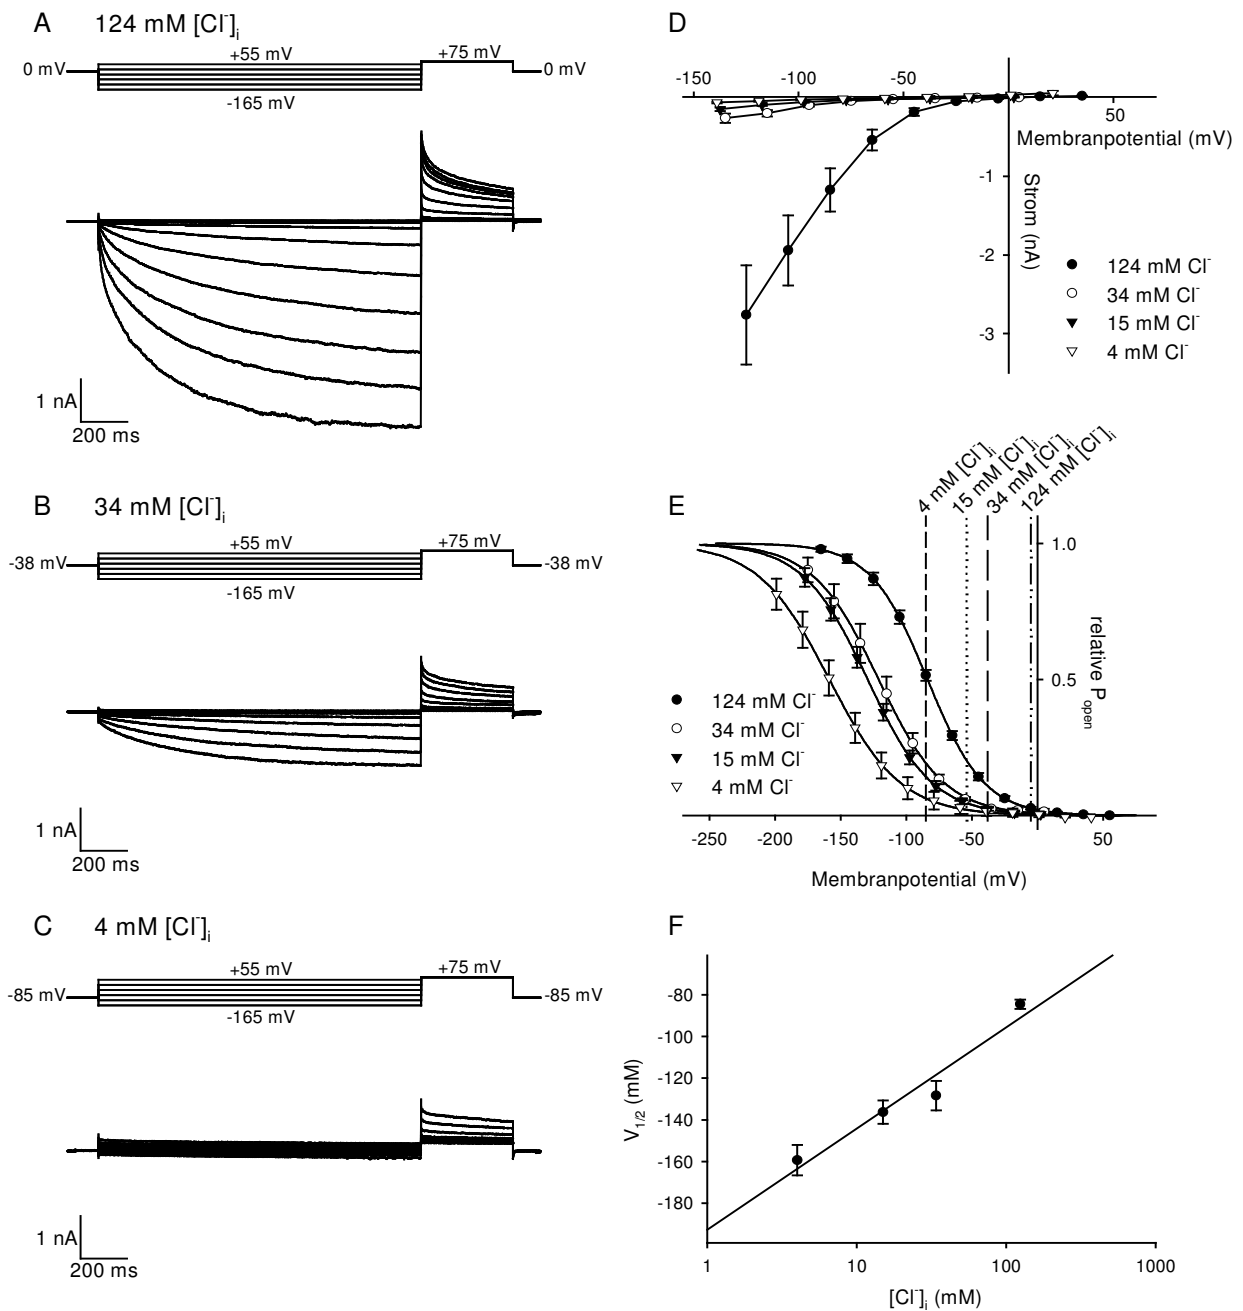 A 124 mM [Cl⁻]ᵢ
+55 mV
+75 mV
0 mV
0 mV
-165 mV
1 nA
200 ms
B 34 mM [Cl⁻]ᵢ
+55 mV
+75 mV
-38 mV
-38 mV
-165 mV
1 nA
200 ms
C 4 mM [Cl⁻]ᵢ
+55 mV
+75 mV
-85 mV
-85 mV
-165 mV
1 nA
200 ms
D
-150 -100 -50
50
Membranpotential (mV)
-1
-2
-3
Strom (nA)
124 mM Cl⁻
34 mM Cl⁻
15 mM Cl⁻
4 mM Cl⁻
E
4 mM [Cl⁻]ᵢ
15 mM [Cl⁻]ᵢ
34 mM [Cl⁻]ᵢ
124 mM [Cl⁻]ᵢ
1.0
0.5
relative Popen
124 mM Cl⁻
34 mM Cl⁻
15 mM Cl⁻
4 mM Cl⁻
-250 -200 -150 -100 -50 50
Membranpotential (mV)
F
-80
-100
-120
-140
-160
-180
V1/2 (mM)
1 10 100 1000
[Cl⁻]ᵢ (mM)